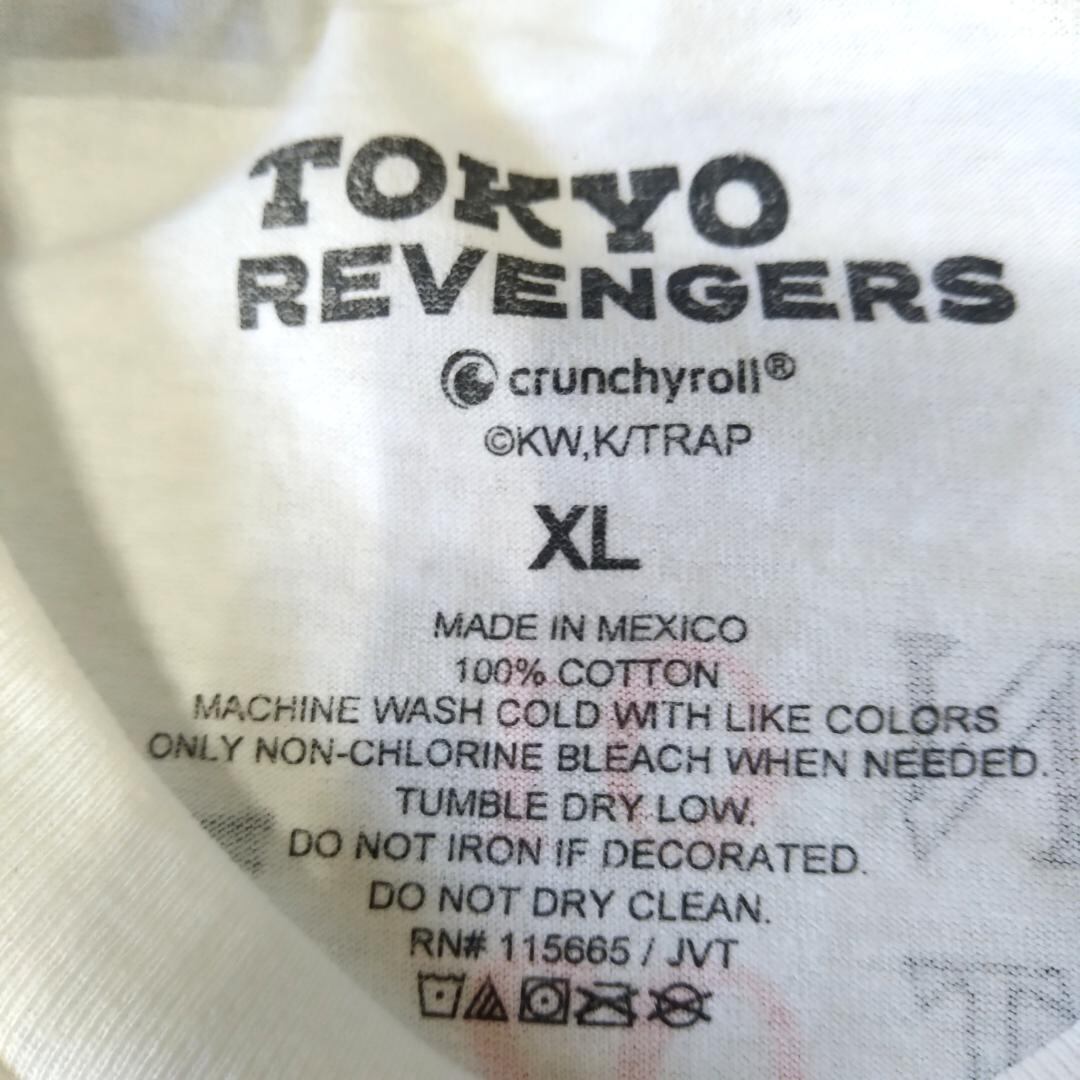 TOKYO
REVENGERS
crunchyroll®
©KW,K/TRAP
XL
MADE IN MEXICO
100% COTTON
MACHINE WASH COLD WITH LIKE COLORS
ONLY NON-CHLORINE BLEACH WHEN NEEDED.
TUMBLE DRY LOW.
DO NOT IRON IF DECORATED.
DO NOT DRY CLEAN.
RN# 115665 / JVT